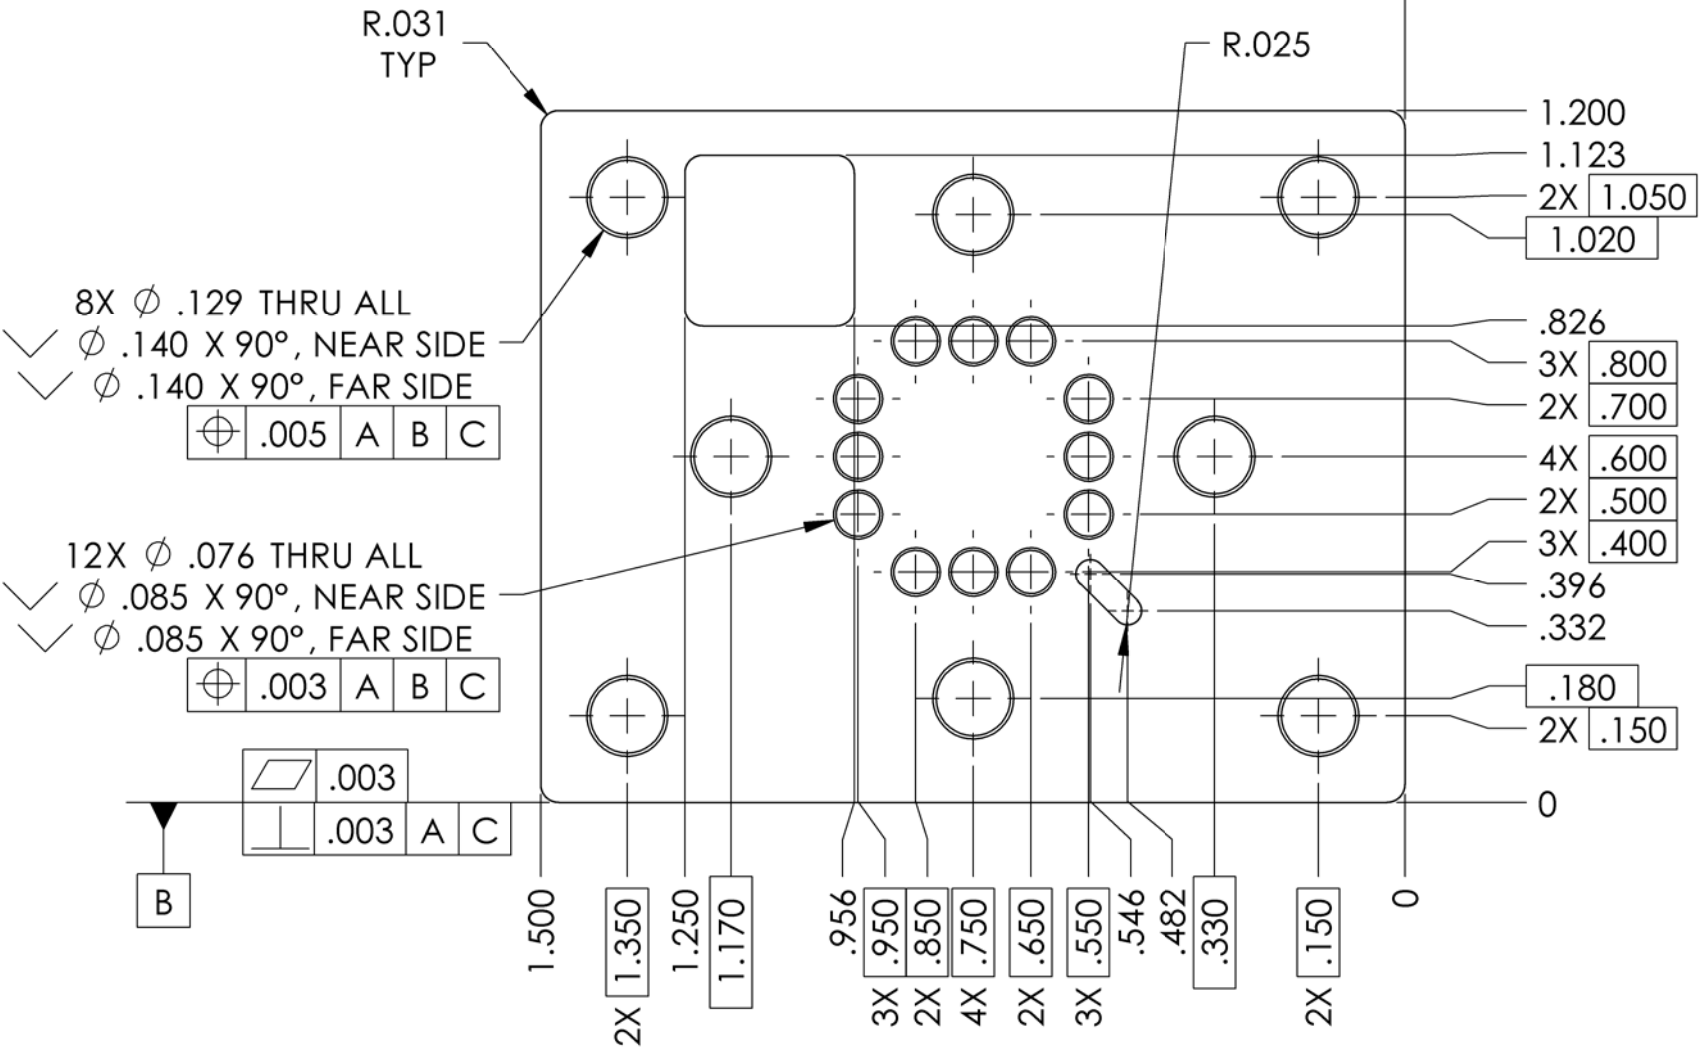 R.031
TYP
R.025
1.200
1.123
2X 1.050
1.020
8X ∅ .129 THRU ALL
∅ .140 X 90°, NEAR SIDE
∅ .140 X 90°, FAR SIDE
.005 A B C
.826
3X .800
2X .700
4X .600
2X .500
3X .400
.396
.332
12X ∅ .076 THRU ALL
∅ .085 X 90°, NEAR SIDE
∅ .085 X 90°, FAR SIDE
.003 A B C
.180
2X .150
.003
.003 A C
0
B
1.500
2X 1.350
1.250
1.170
.956
3X .950
2X .850
4X .750
2X .650
3X .550
.546
.482
.330
2X .150
0